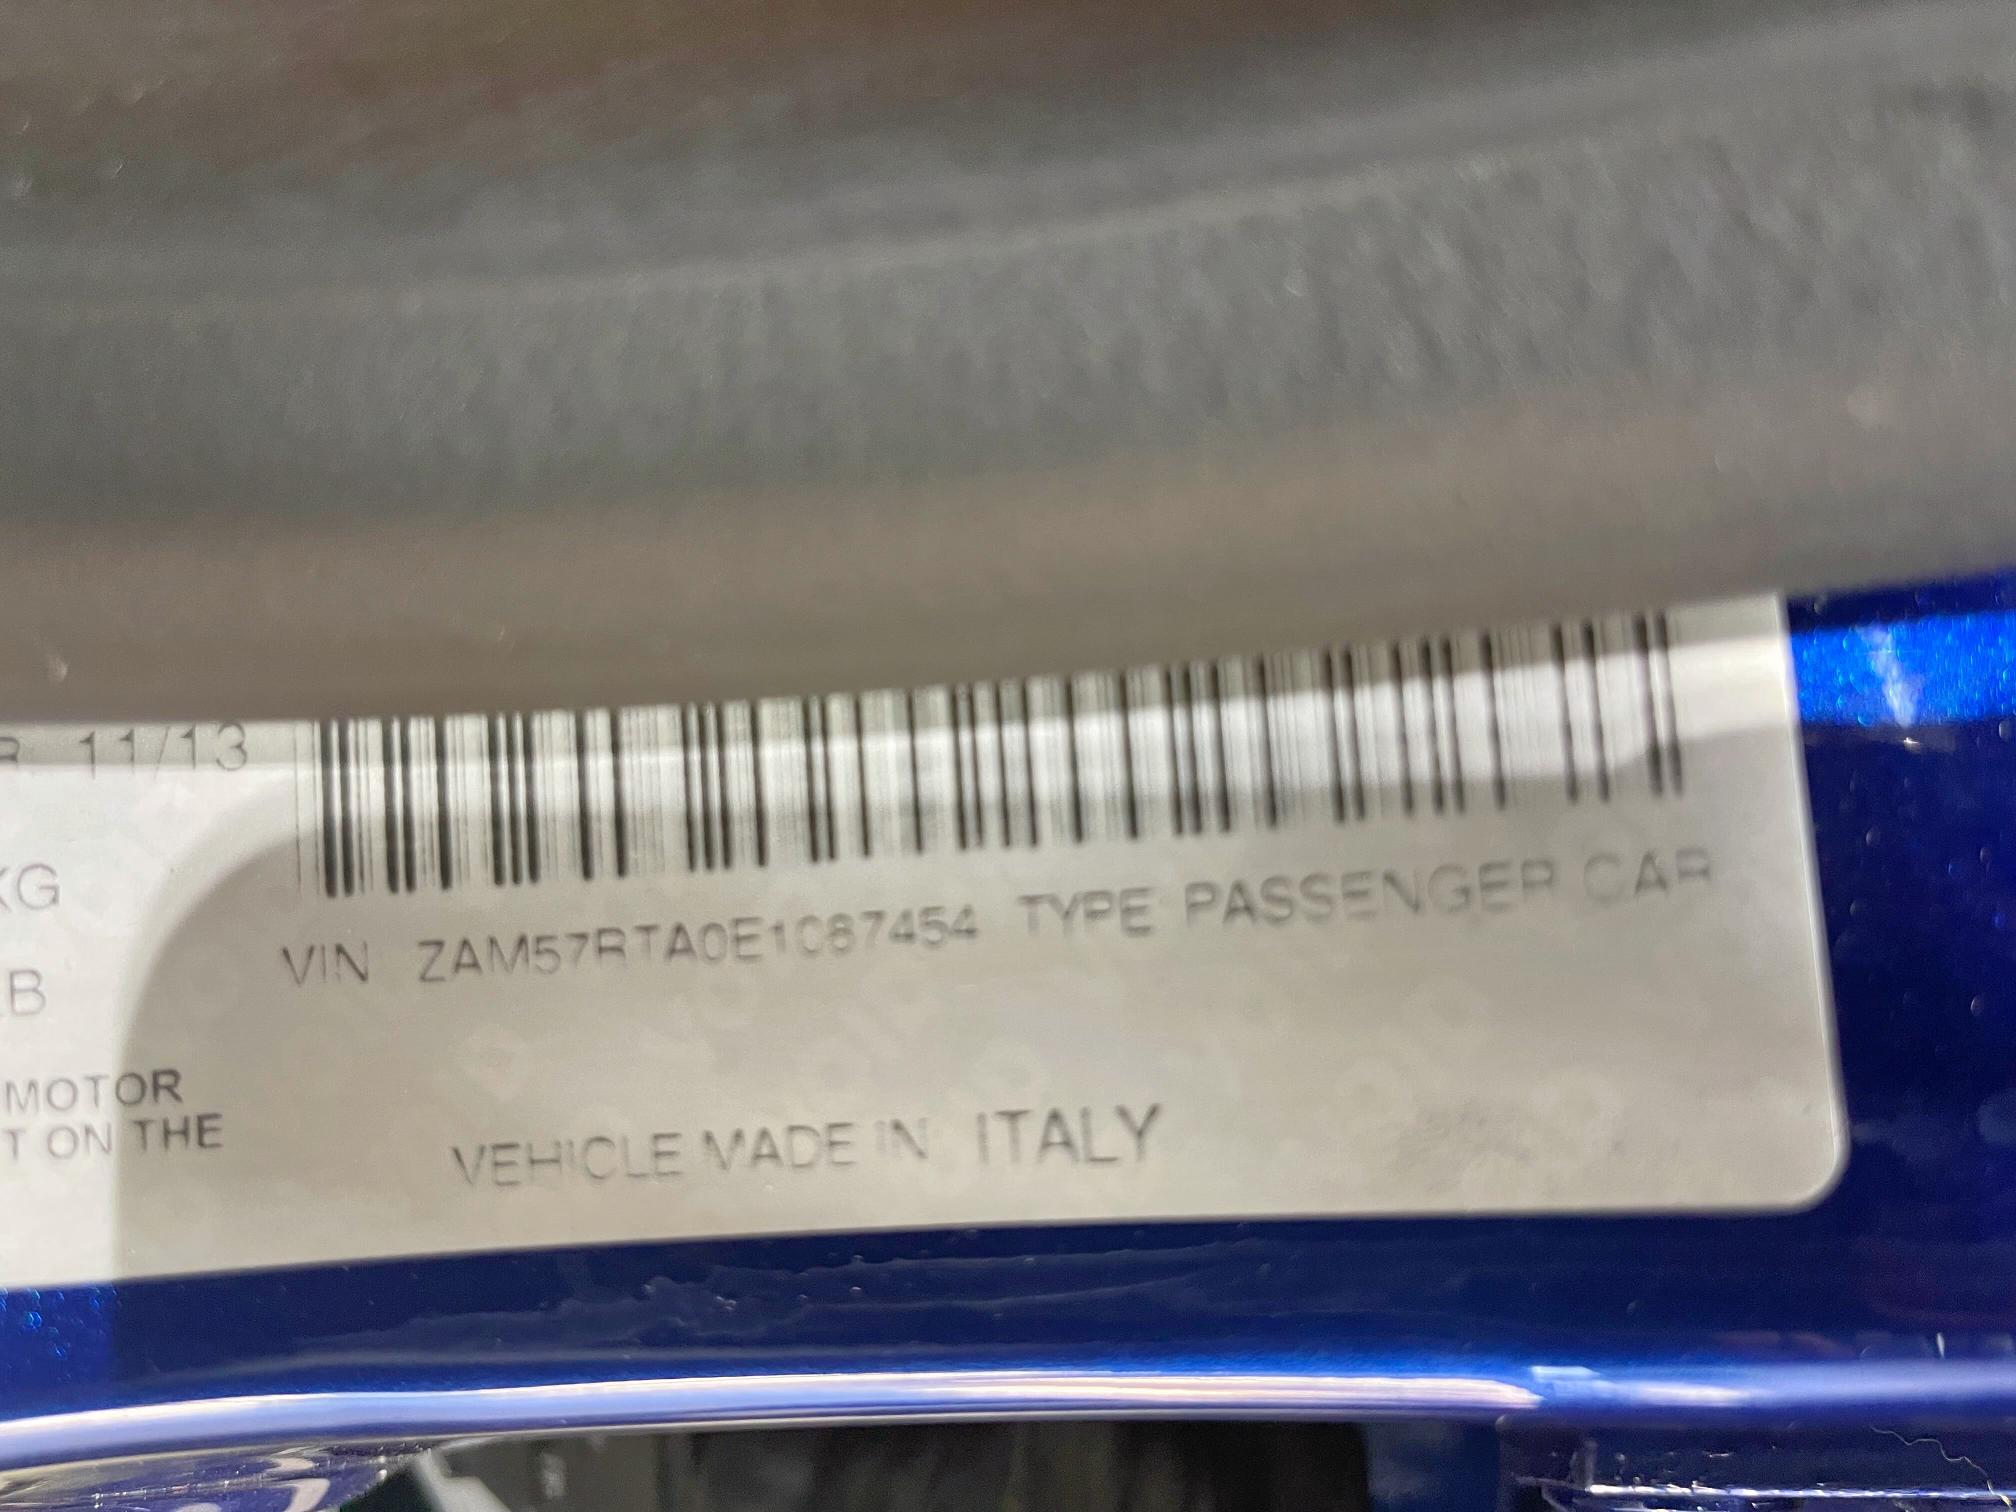 11/13
VIN ZAM57RTA0E1087454 TYPE PASSENGER CAR
KG
LB
MOTOR
T ON THE
VEHICLE MADE IN ITALY